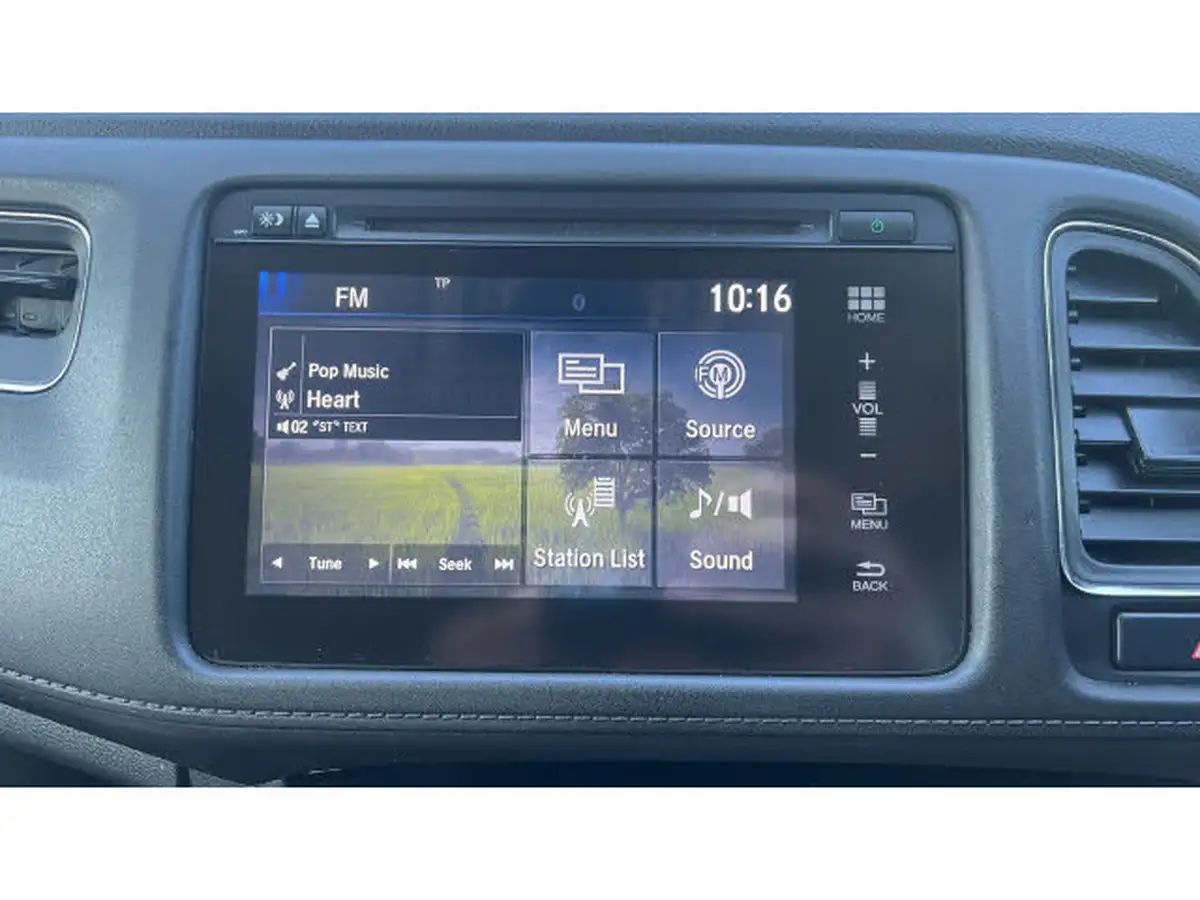 FM
TP
10:16
HOME
Pop Music
Heart
02 "ST" TEXT
Menu
FM
Source
+
VOL
−
Tune
Seek
Station List
Sound
MENU
BACK